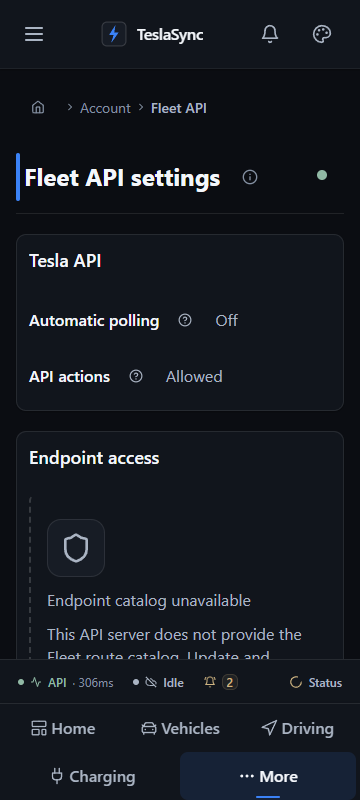 TeslaSync
Account
Fleet API
Fleet API settings
Tesla API
Automatic polling Off
API actions Allowed
Endpoint access
Endpoint catalog unavailable
This API server does not provide the
Fleet route catalog. Update and
API · 306ms Idle 2 Status
Home Vehicles Driving
Charging More